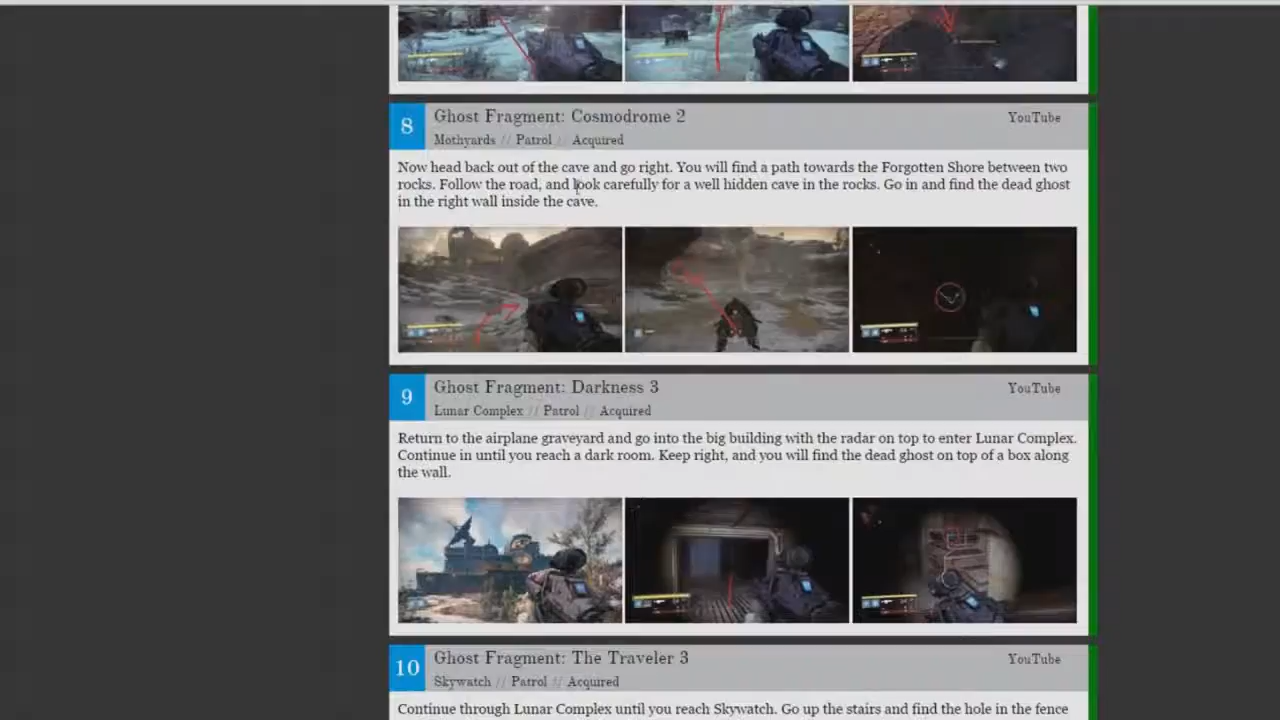 8
Ghost Fragment: Cosmodrome 2
YouTube
Mothyards // Patrol // Acquired
Now head back out of the cave and go right. You will find a path towards the Forgotten Shore between two
rocks. Follow the road, and look carefully for a well hidden cave in the rocks. Go in and find the dead ghost
in the right wall inside the cave.
9
Ghost Fragment: Darkness 3
YouTube
Lunar Complex // Patrol // Acquired
Return to the airplane graveyard and go into the big building with the radar on top to enter Lunar Complex.
Continue in until you reach a dark room. Keep right, and you will find the dead ghost on top of a box along
the wall.
10
Ghost Fragment: The Traveler 3
YouTube
Skywatch // Patrol // Acquired
Continue through Lunar Complex until you reach Skywatch. Go up the stairs and find the hole in the fence